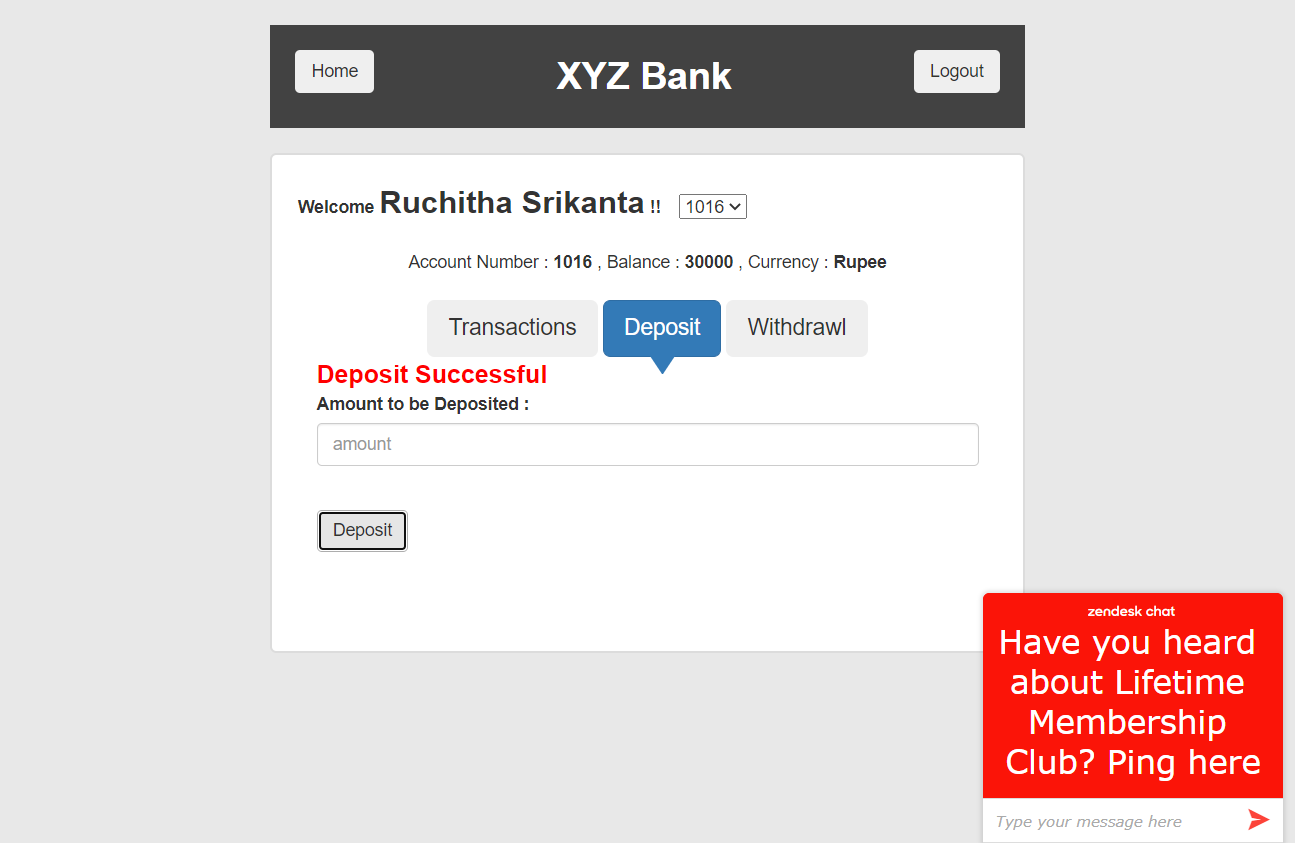 Home
XYZ Bank
Logout
Welcome Ruchitha Srikanta !! 1016
Account Number : 1016 , Balance : 30000 , Currency : Rupee
Transactions
Deposit
Withdrawl
Deposit Successful
Amount to be Deposited :
amount
Deposit
zendesk chat
Have you heard
about Lifetime
Membership
Club? Ping here
Type your message here